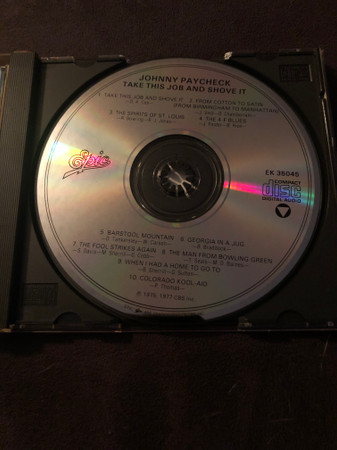 JOHNNY PAYCHECK
TAKE THIS JOB AND SHOVE IT
1. TAKE THIS JOB AND SHOVE IT 2. FROM COTTON TO SATIN
(FROM BIRMINGHAM TO MANHATTAN)
3. THE SPIRITS OF ST. LOUIS 4. THE 4-F BLUES
Epic
EK 35045
COMPACT
disc
DIGITAL AUDIO
5. BARSTOOL MOUNTAIN 6. GEORGIA IN A JUG
7. THE FOOL STRIKES AGAIN 8. THE MAN FROM BOWLING GREEN
9. WHEN I HAD A HOME TO GO TO
10. COLORADO KOOL-AID